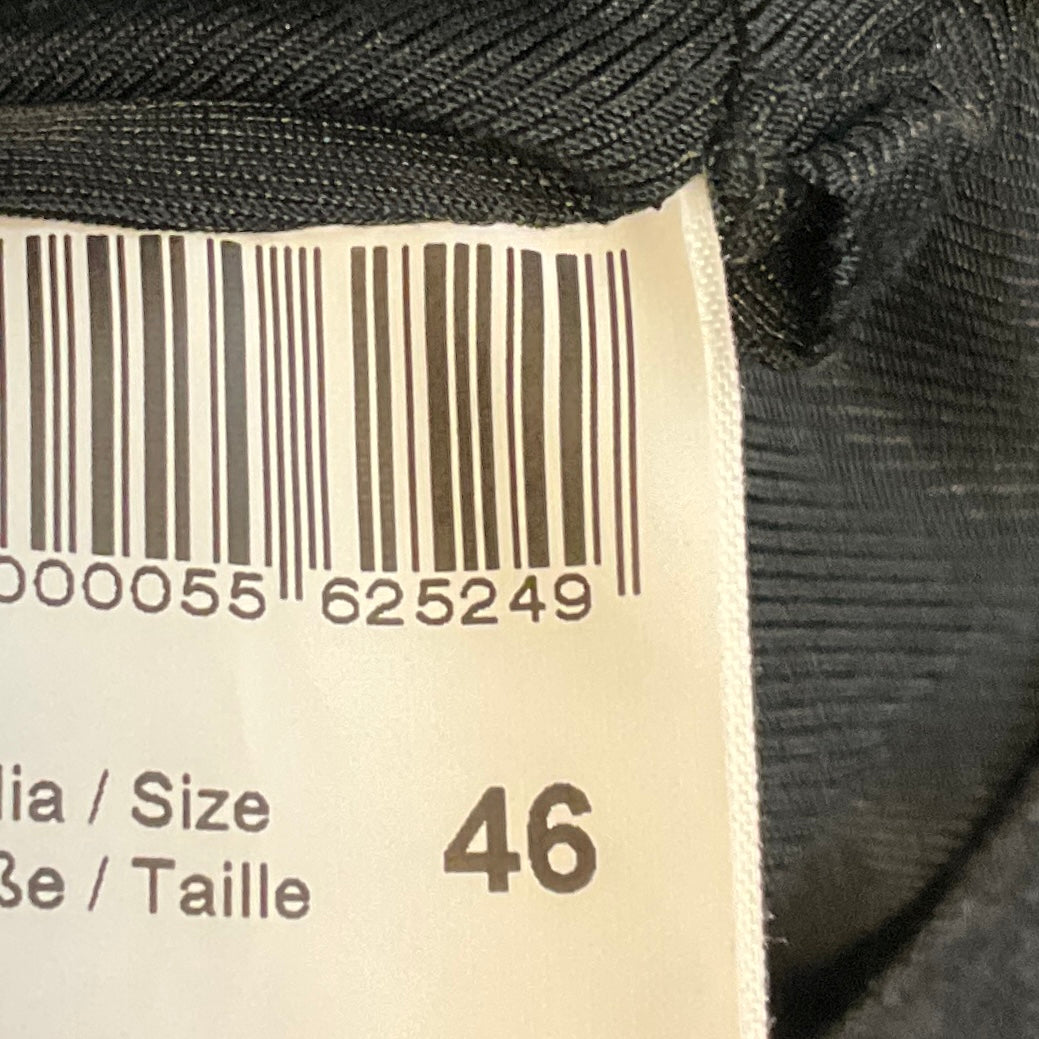 000055 625249
lia / Size
ße / Taille
46